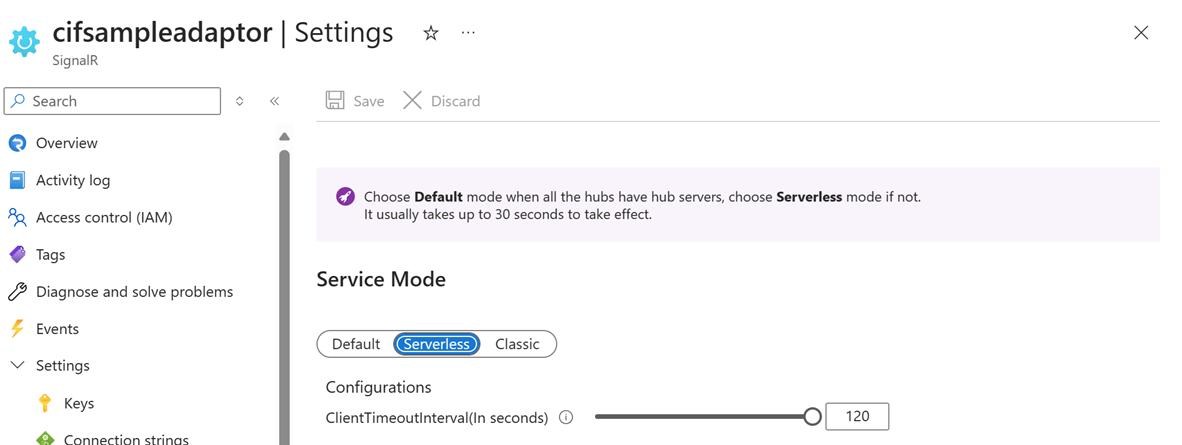 cifsampleadaptor | Settings
SignalR
Search
Save
Discard
Overview
Activity log
Access control (IAM)
Tags
Diagnose and solve problems
Events
Settings
Keys
Connection strings
Choose Default mode when all the hubs have hub servers, choose Serverless mode if not.
It usually takes up to 30 seconds to take effect.
Service Mode
Default Serverless Classic
Configurations
ClientTimeoutInterval(In seconds) 120